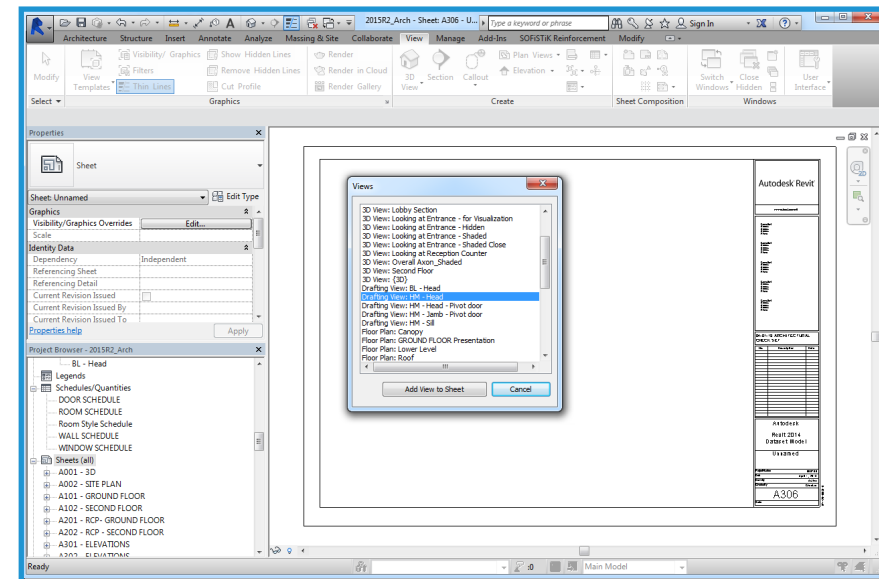 2015R2_Arch - Sheet: A306 - U...
Type a keyword or phrase
Sign In
Architecture Structure Insert Annotate Analyze Massing & Site Collaborate View Manage Add-Ins SOFiSTiK Reinforcement Modify
Modify
View Templates
Visibility/ Graphics
Filters
Thin Lines
Show Hidden Lines
Remove Hidden Lines
Cut Profile
Render
Render in Cloud
Render Gallery
3D View
Section
Callout
Plan Views
Elevation
Switch Windows
Close Hidden
User Interface
Select
Graphics
Create
Sheet Composition
Windows
Properties
Sheet
Sheet: Unnamed
Edit Type
Graphics
Visibility/Graphics Overrides Edit...
Scale
Identity Data
Dependency Independent
Referencing Sheet
Referencing Detail
Current Revision Issued
Current Revision Issued By
Current Revision Issued To
Properties help
Apply
Project Browser - 2015R2_Arch
BL - Head
Legends
Schedules/Quantities
DOOR SCHEDULE
ROOM SCHEDULE
Room Style Schedule
WALL SCHEDULE
WINDOW SCHEDULE
Sheets (all)
A001 - 3D
A002 - SITE PLAN
A101 - GROUND FLOOR
A102 - SECOND FLOOR
A201 - RCP- GROUND FLOOR
A202 - RCP - SECOND FLOOR
A301 - ELEVATIONS
A302 - ELEVATIONS
Views
3D View: Lobby Section
3D View: Looking at Entrance - for Visualization
3D View: Looking at Entrance - Hidden
3D View: Looking at Entrance - Shaded
3D View: Looking at Entrance - Shaded Close
3D View: Looking at Reception Counter
3D View: Overall Axon_Shaded
3D View: Second Floor
3D View: {3D}
Drafting View: BL - Head
Drafting View: HM - Head
Drafting View: HM - Head - Pivot door
Drafting View: HM - Jamb - Pivot door
Drafting View: HM - Sill
Floor Plan: Canopy
Floor Plan: GROUND FLOOR Presentation
Floor Plan: Lower Level
Floor Plan: Roof
Add View to Sheet
Cancel
Autodesk Revit
Autodesk
Revit 2014
Dataset Model
Unnamed
A306
Ready
:0
Main Model